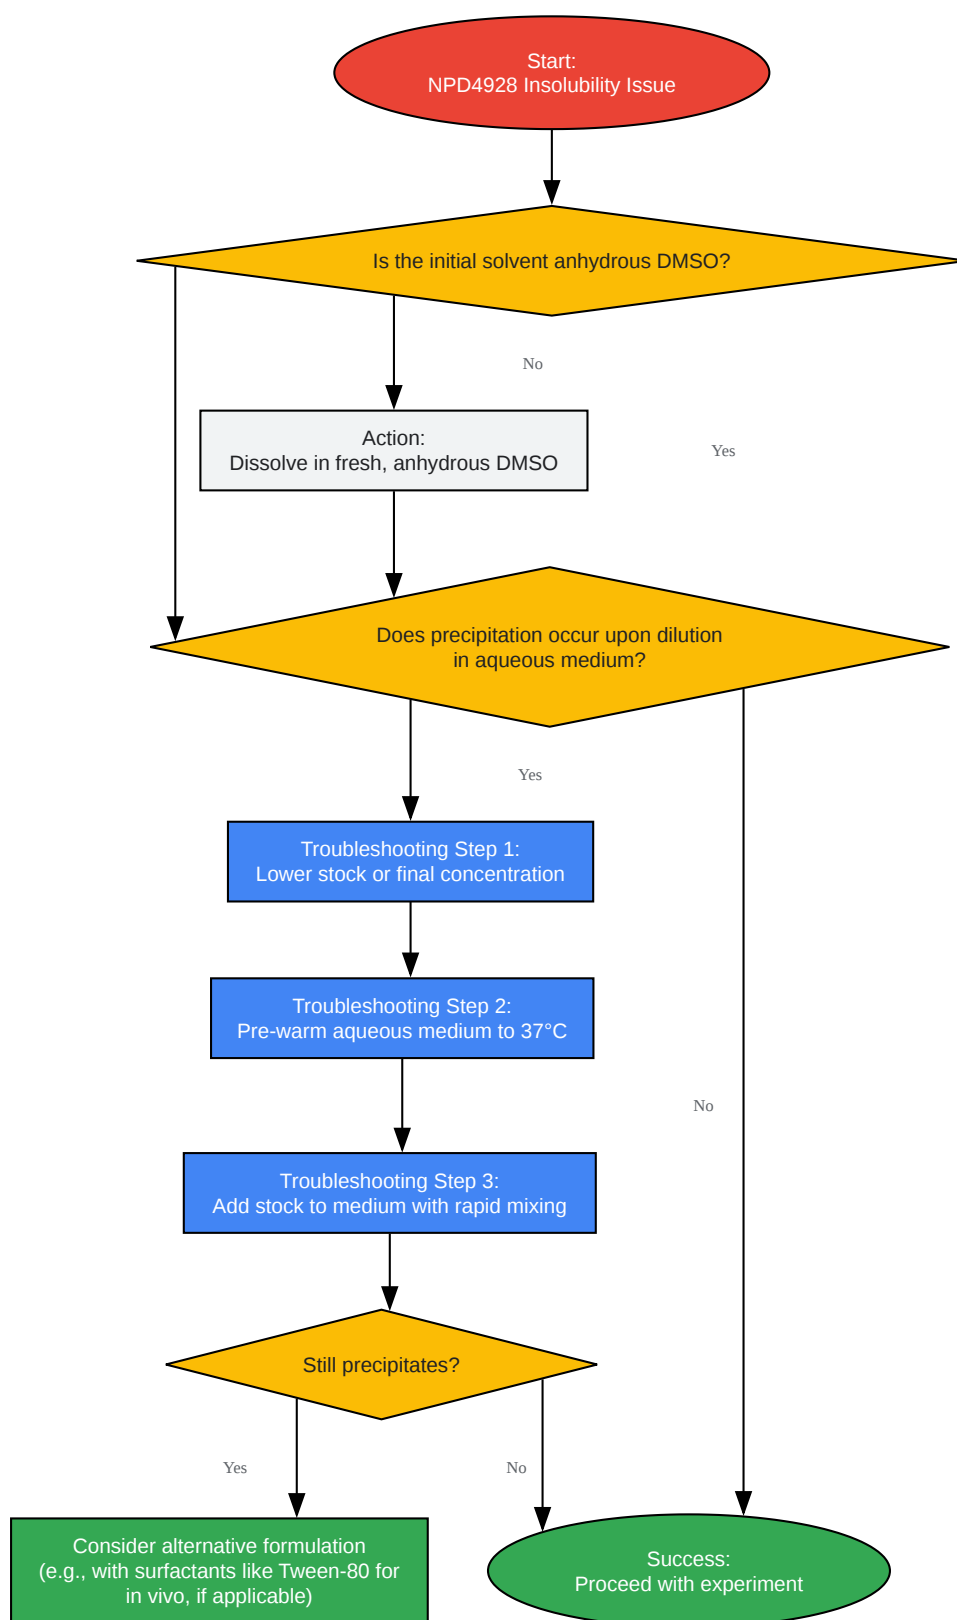 Start:
NPD4928 Insolubility Issue
Is the initial solvent anhydrous DMSO?
No
Action:
Dissolve in fresh, anhydrous DMSO
Yes
Does precipitation occur upon dilution
in aqueous medium?
Yes
Troubleshooting Step 1:
Lower stock or final concentration
Troubleshooting Step 2:
Pre-warm aqueous medium to 37°C
No
Troubleshooting Step 3:
Add stock to medium with rapid mixing
Still precipitates?
Yes
No
Consider alternative formulation
(e.g., with surfactants like Tween-80 for
in vivo, if applicable)
Success:
Proceed with experiment